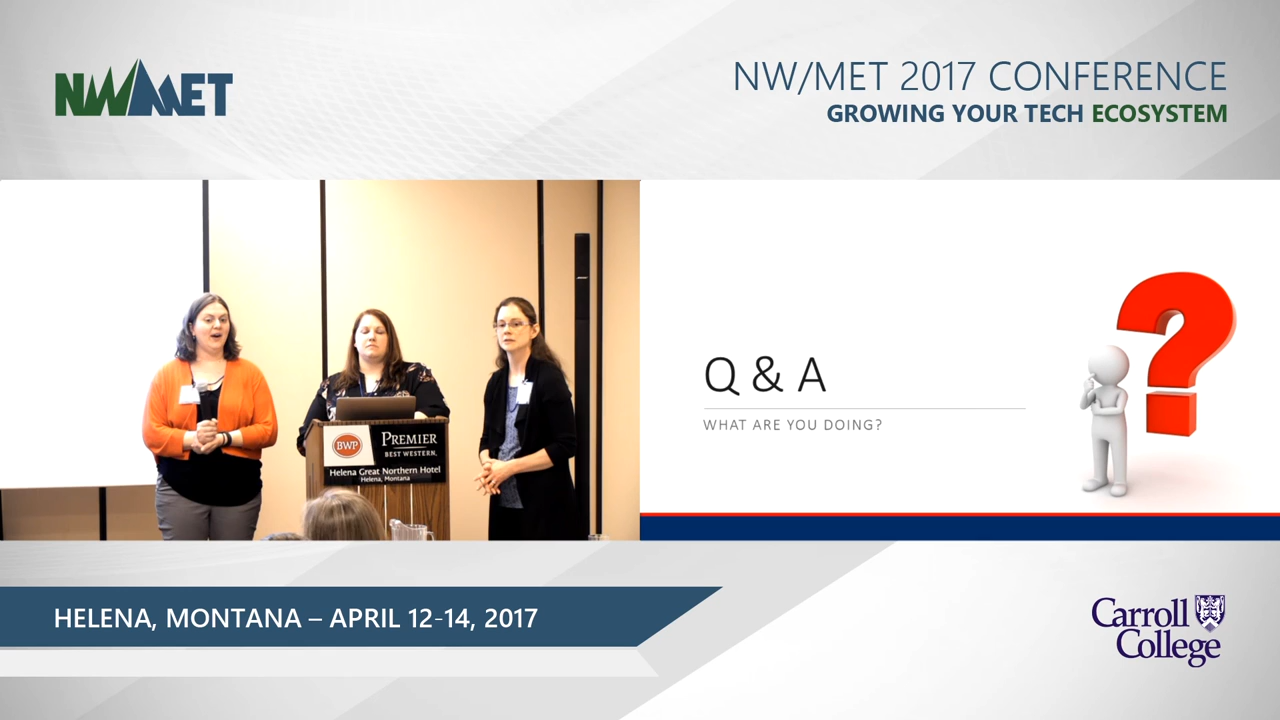 NWMET
NW/MET 2017 CONFERENCE
GROWING YOUR TECH ECOSYSTEM
BWP
PREMIER
BEST WESTERN.
Helena Great Northern Hotel
Helena, Montana
Q & A
WHAT ARE YOU DOING?
HELENA, MONTANA – APRIL 12-14, 2017
Carroll
College